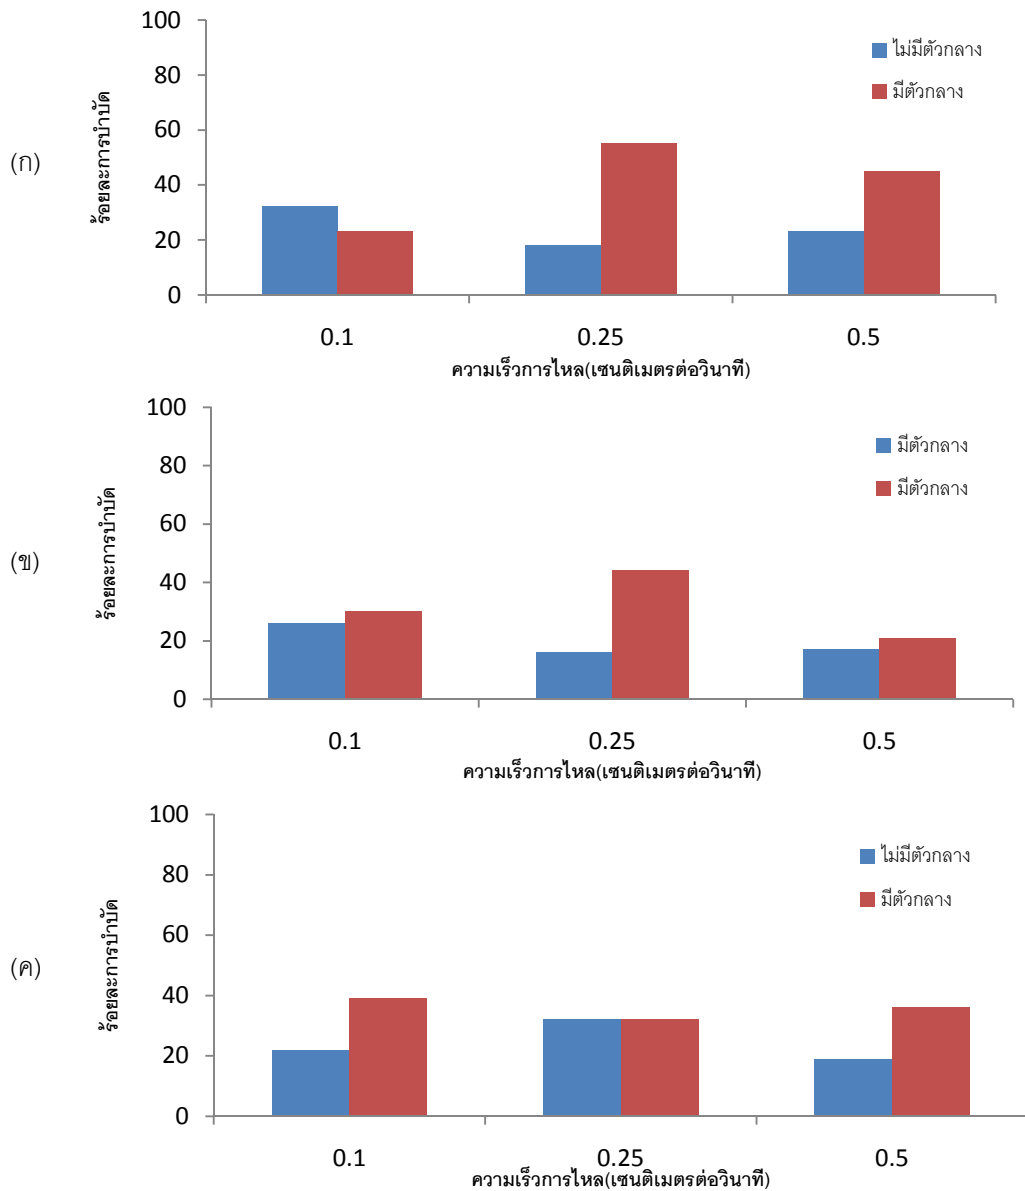 (ก)
ร้อยละการบำบัด
100
80
60
40
20
0
ไม่มีตัวกลาง
มีตัวกลาง
0.1 0.25 0.5
ความเร็วการไหล(เซนติเมตรต่อวินาที)
(ข)
ร้อยละการบำบัด
100
80
60
40
20
0
มีตัวกลาง
มีตัวกลาง
0.1 0.25 0.5
ความเร็วการไหล(เซนติเมตรต่อวินาที)
(ค)
ร้อยละการบำบัด
100
80
60
40
20
0
ไม่มีตัวกลาง
มีตัวกลาง
0.1 0.25 0.5
ความเร็วการไหล(เซนติเมตรต่อวินาที)